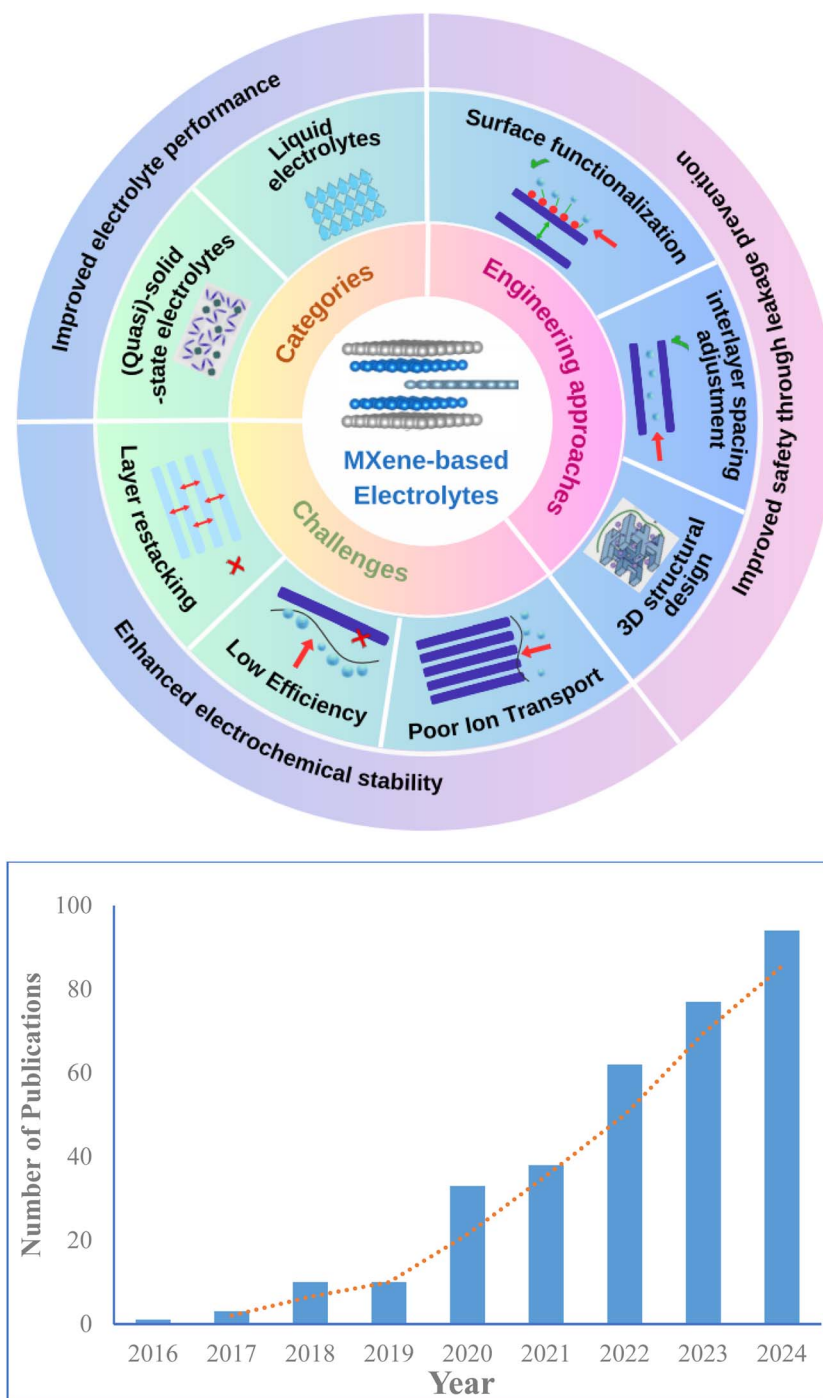 Improved electrolyte performance
Improved safety through leakage prevention
Enhanced electrochemical stability
Liquid
electrolytes
(Quasi)-solid
-state electrolytes
Surface functionalization
interlayer spacing
adjustment
3D structural
design
Poor Ion Transport
Low Efficiency
Layer restacking
Categories
Engineering approaches
Challenges
MXene-based
Electrolytes
Number of Publications
100
80
60
40
20
0
2016 2017 2018 2019 2020 2021 2022 2023 2024
Year